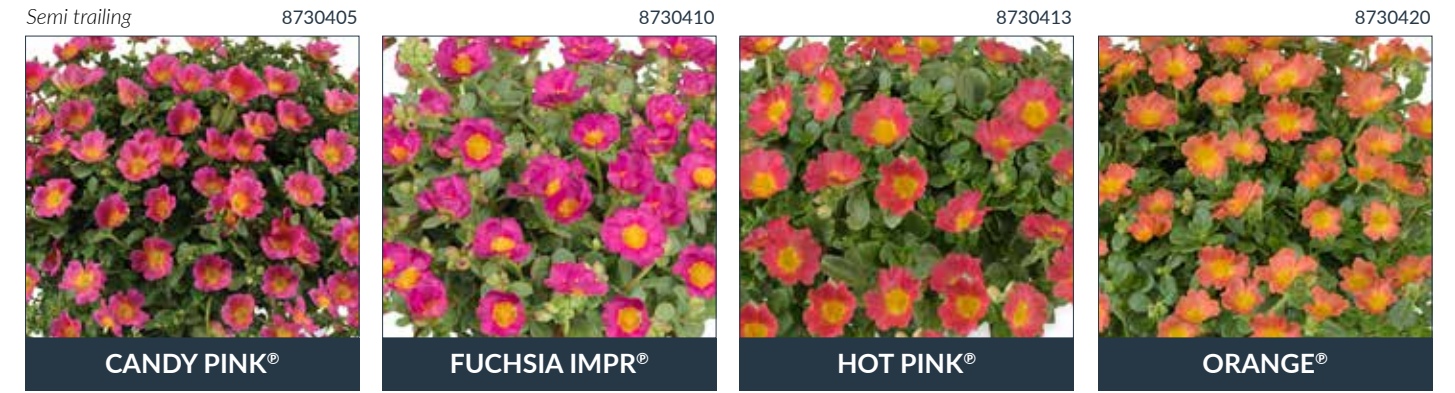 Semi trailing
8730405
8730410
8730413
8730420
CANDY PINK℗
FUCHSIA IMPR℗
HOT PINK℗
ORANGE℗